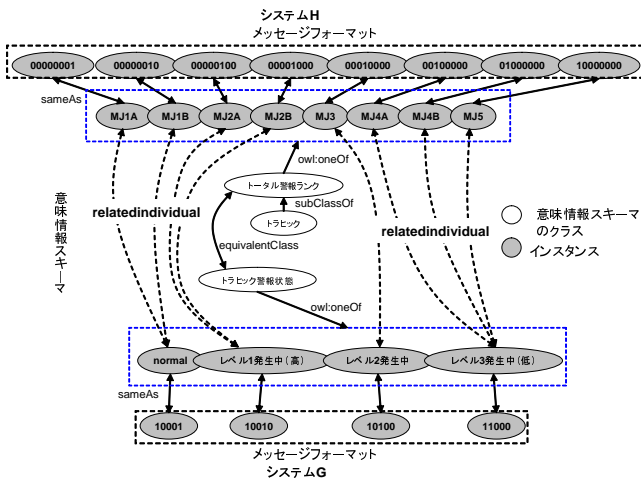 システムH
メッセージフォーマット
00000001 00000010 00000100 00001000 00010000 00100000 01000000 10000000
sameAs
MJ1A MJ1B MJ2A MJ2B MJ3 MJ4A MJ4B MJ5
owl:oneOf
トータル警報ランク
subClassOf
トラヒック
意味情報スキーマ
relatedindividual
equivalentClass
relatedindividual
意味情報スキーマ
のクラス
インスタンス
トラヒック警報状態
owl:oneOf
normal レベル1発生中(高) レベル2発生中 レベル3発生中(低)
sameAs
10001 10010 10100 11000
メッセージフォーマット
システムG